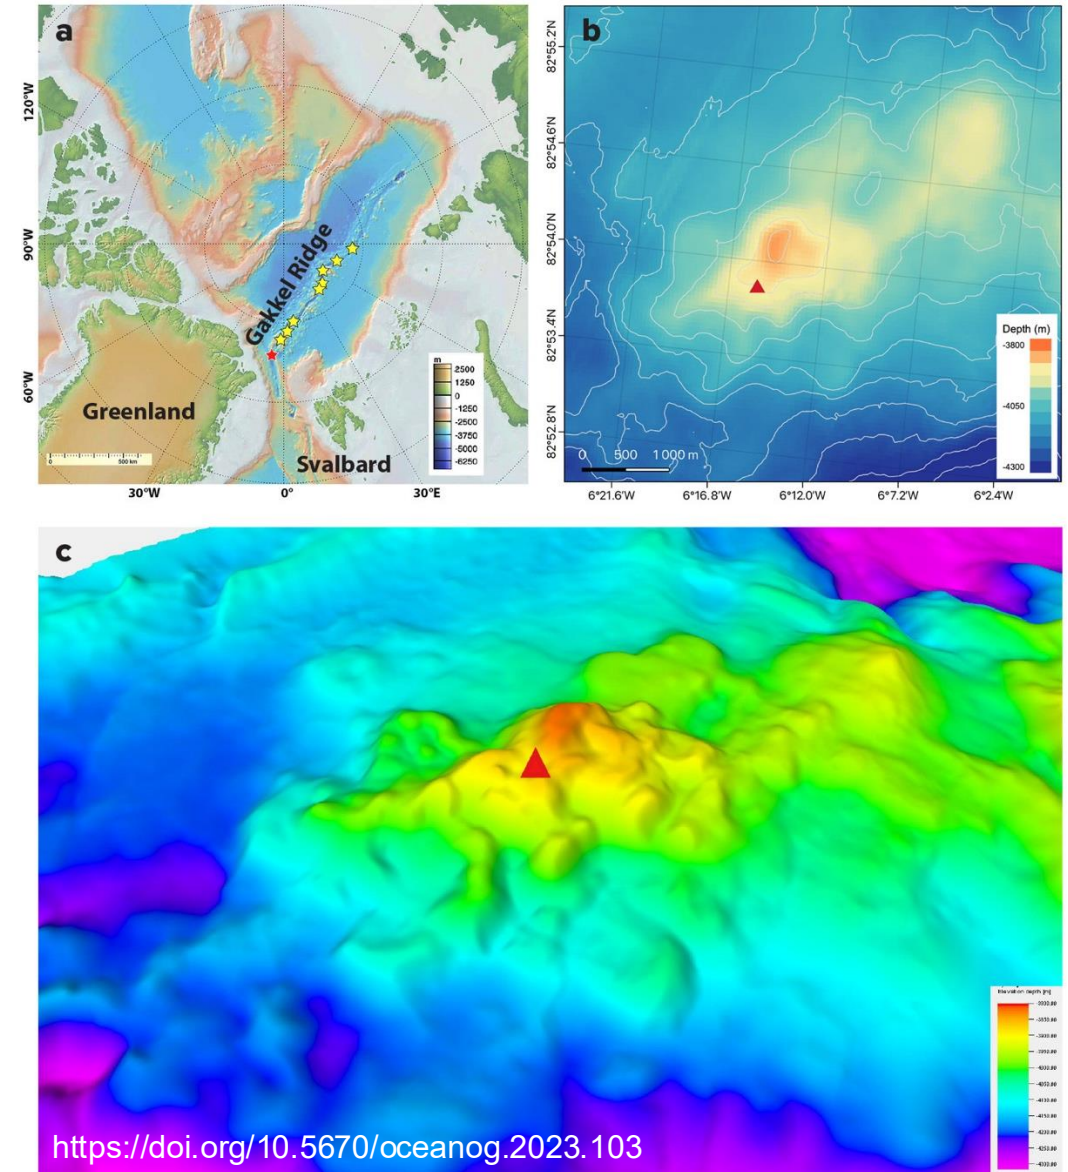 a
120°W
90°W
60°W
Gakkel Ridge
Greenland
Svalbard
0 500 km
m
2500
1250
0
-1250
-2500
-3750
-5000
-6250
30°W 0° 30°E
b
82°55.2'N
82°54.6'N
82°54.0'N
82°53.4'N
82°52.8'N
Depth (m)
-3800
-4050
-4300
0 500 1000 m
6°21.6'W 6°16.8'W 6°12.0'W 6°7.2'W 6°2.4'W
c
https://doi.org/10.5670/oceanog.2023.103